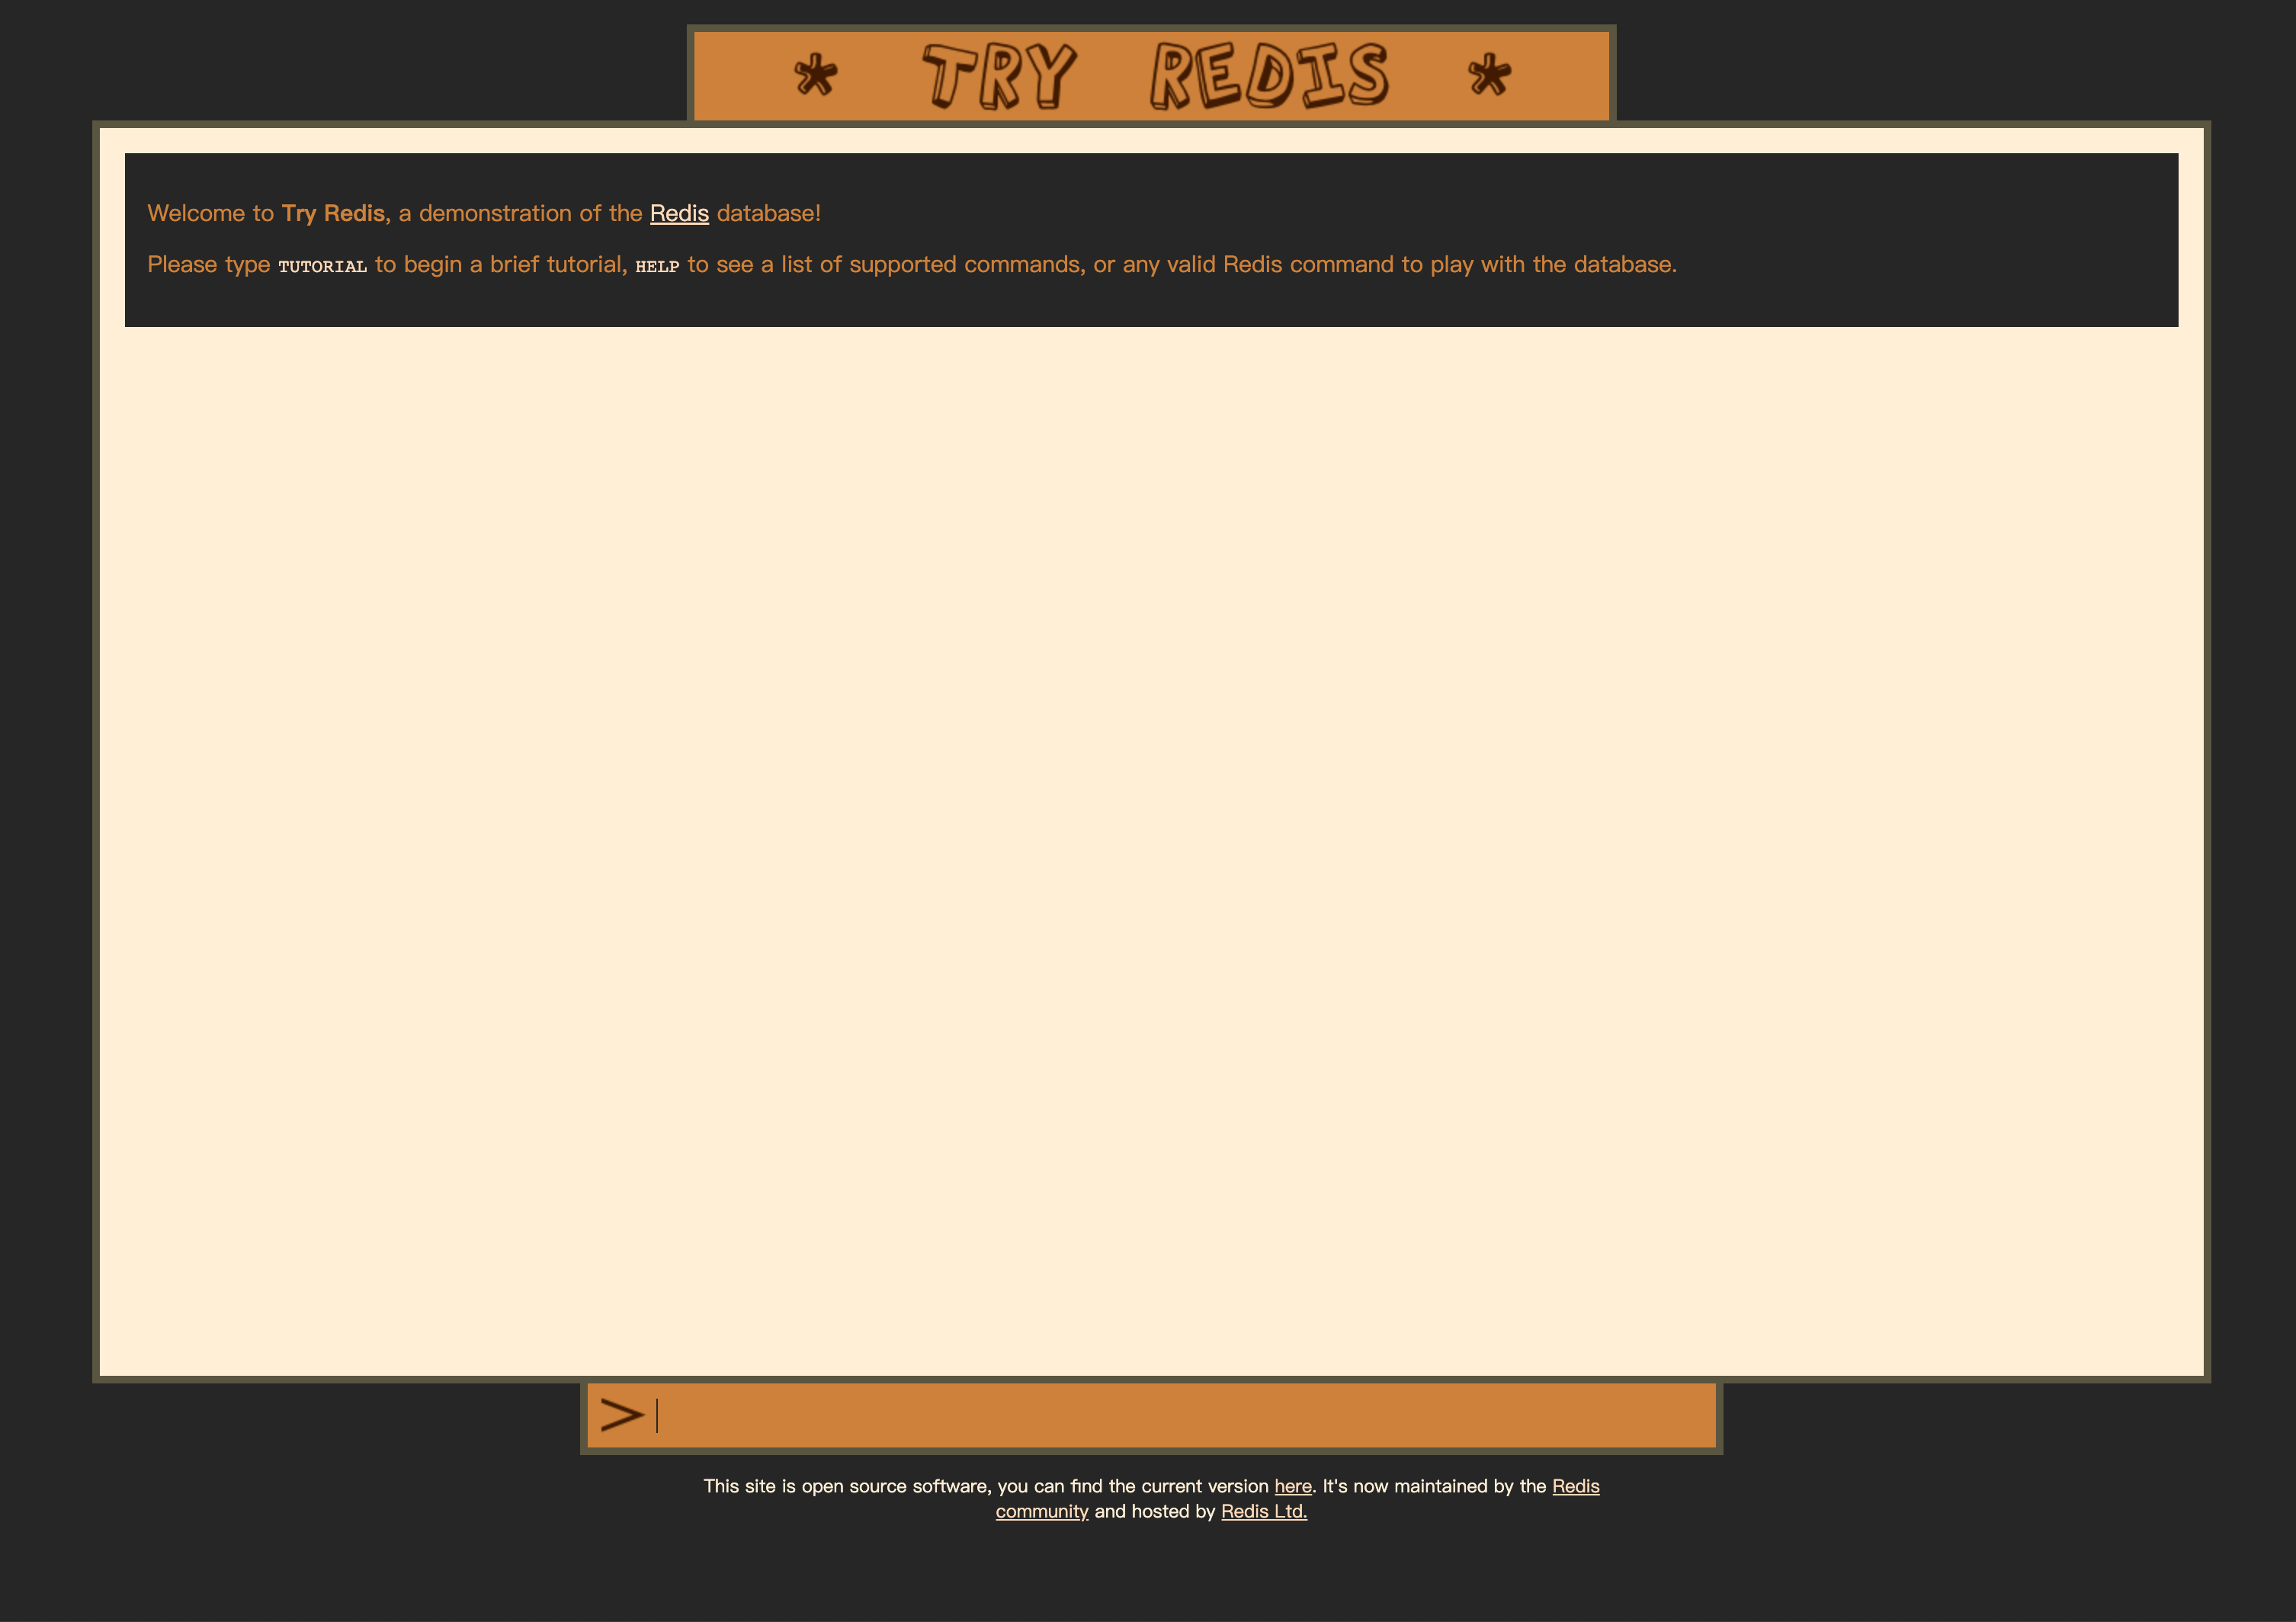 * TRY REDIS *
Welcome to Try Redis, a demonstration of the Redis database!
Please type TUTORIAL to begin a brief tutorial, HELP to see a list of supported commands, or any valid Redis command to play with the database.
>
This site is open source software, you can find the current version here. It's now maintained by the Redis
community and hosted by Redis Ltd.